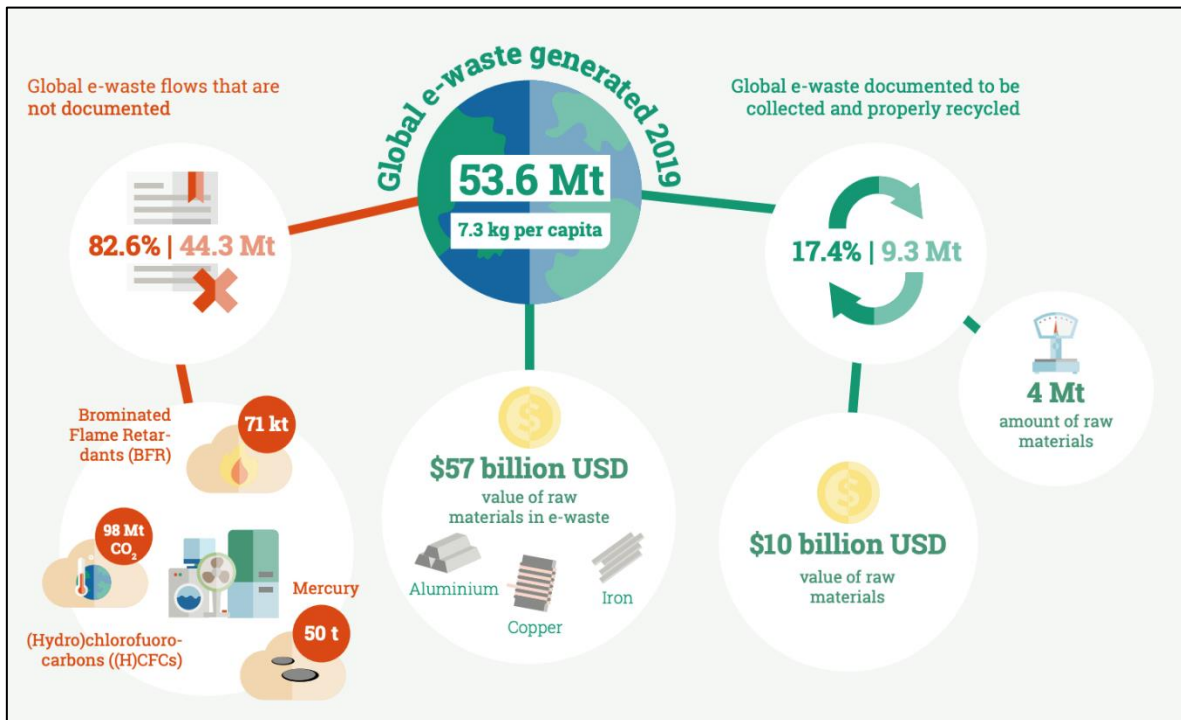 Global e-waste generated 2019
53.6 Mt
7.3 kg per capita
Global e-waste flows that are
not documented
82.6% | 44.3 Mt
Brominated
Flame Retar-
dants (BFR)
71 kt
98 Mt
CO₂
(Hydro)chlorofuoro-
carbons ((H)CFCs)
Mercury
50 t
$
$57 billion USD
value of raw
materials in e-waste
Aluminium
Copper
Iron
Global e-waste documented to be
collected and properly recycled
17.4% | 9.3 Mt
4 Mt
amount of raw
materials
$
$10 billion USD
value of raw
materials